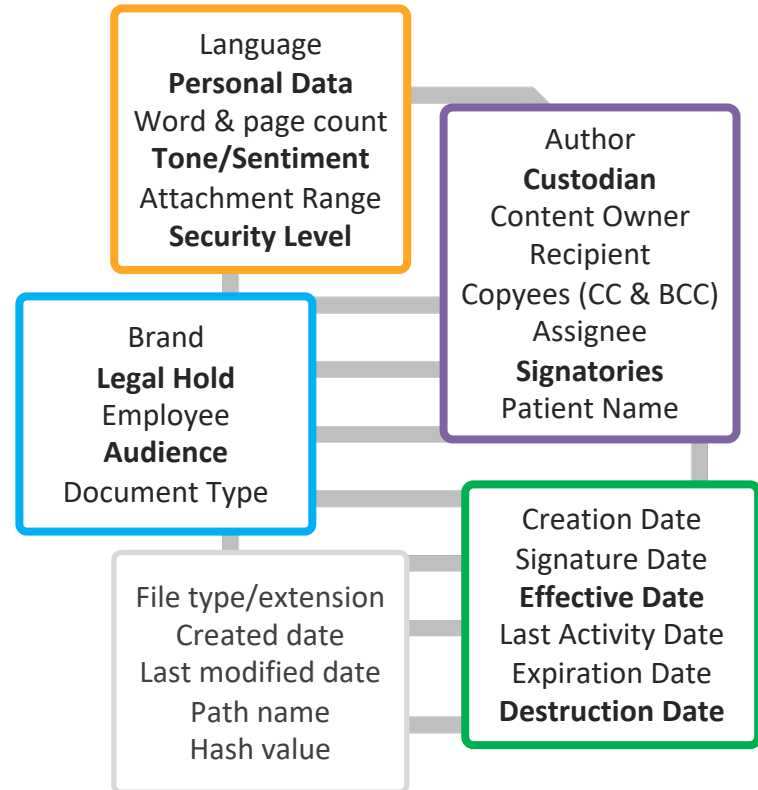 Language
Personal Data
Word & page count
Tone/Sentiment
Attachment Range
Security Level
Author
Custodian
Content Owner
Recipient
Copyees (CC & BCC)
Assignee
Signatories
Patient Name
Brand
Legal Hold
Employee
Audience
Document Type
Creation Date
Signature Date
Effective Date
Last Activity Date
Expiration Date
Destruction Date
File type/extension
Created date
Last modified date
Path name
Hash value